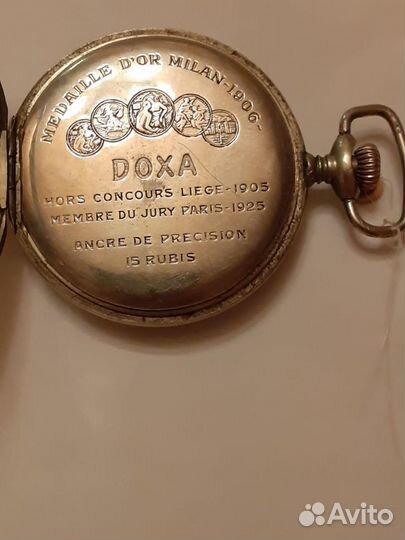 MEDAILLE D'OR MILAN-1906-
DOXA
HORS CONCOURS LIEGE-1905
MEMBRE DU JURY PARIS-1925
ANCRE DE PRECISION
15 RUBIS
Avito